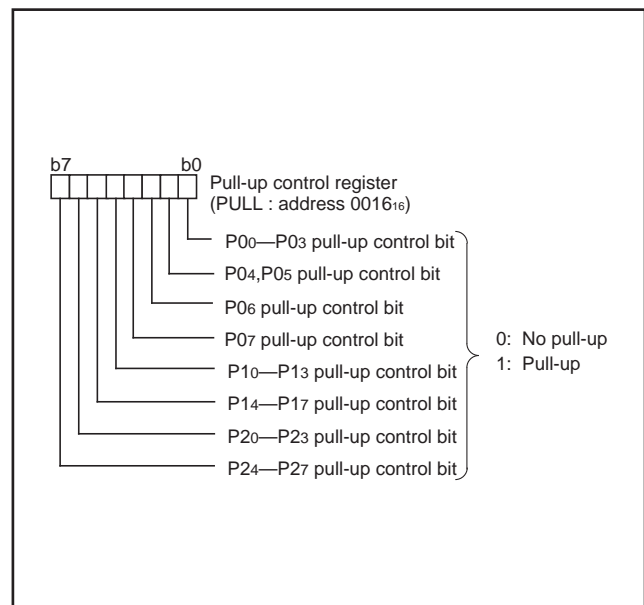 b7 b0
Pull-up control register
(PULL : address 0016₁₆)
P0₀—P0₃ pull-up control bit
P0₄,P0₅ pull-up control bit
P0₆ pull-up control bit
P0₇ pull-up control bit
P1₀—P1₃ pull-up control bit
P1₄—P1₇ pull-up control bit
P2₀—P2₃ pull-up control bit
P2₄—P2₇ pull-up control bit
0: No pull-up
1: Pull-up